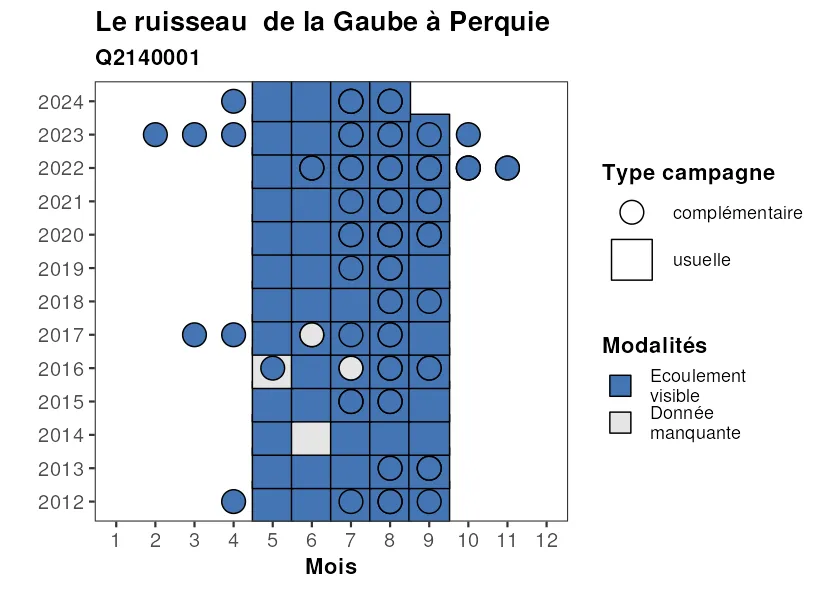 Le ruisseau  de la Gaube à Perquie
Q2140001
2024
2023
2022
2021
2020
2019
2018
2017
2016
2015
2014
2013
2012
1 2 3 4 5 6 7 8 9 10 11 12
Mois
Type campagne
complémentaire
usuelle
Modalités
Ecoulement
visible
Donnée
manquante